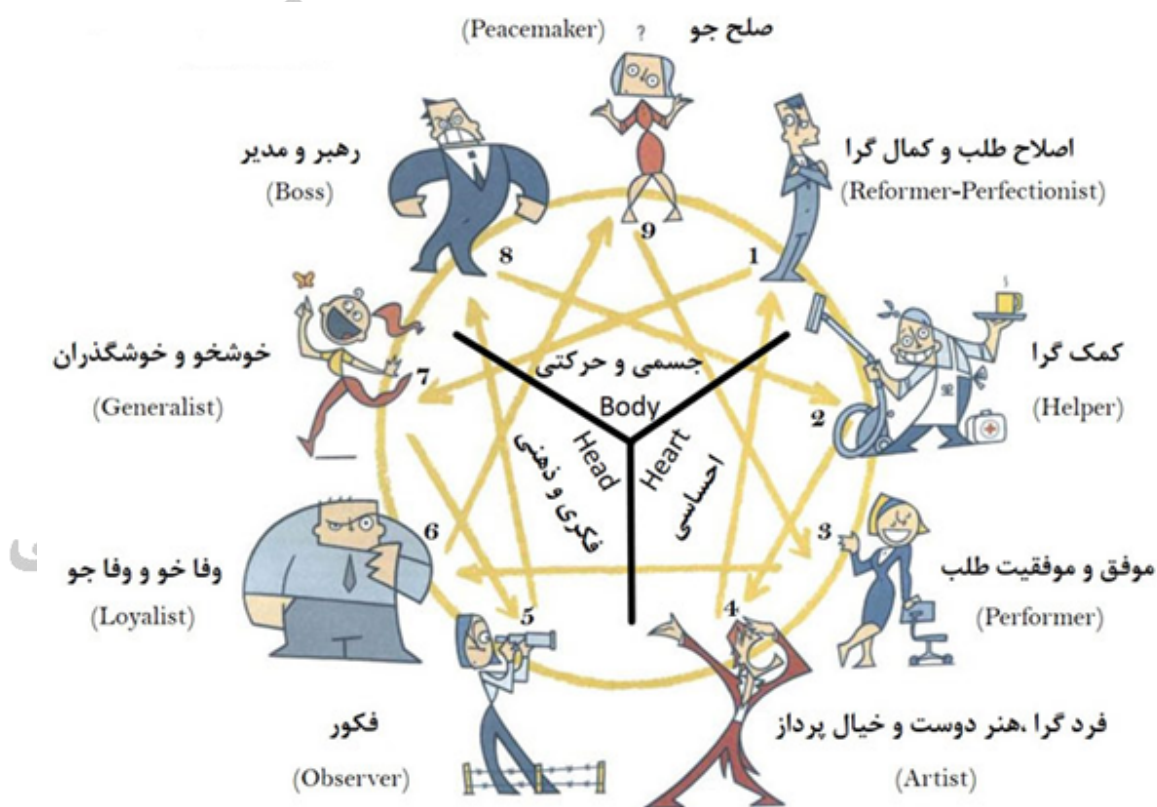 صلح جو
(Peacemaker)
?
9
اصلاح طلب و کمال گرا
(Reformer-Perfectionist)
1
کمک گرا
(Helper)
2
موفق و موفقیت طلب
(Performer)
3
فرد گرا ،هنر دوست و خیال پرداز
(Artist)
4
فکور
(Observer)
5
وفا خو و وفا جو
(Loyalist)
6
خوشخو و خوشگذران
(Generalist)
7
رهبر و مدیر
(Boss)
8
جسمی و حرکتی
Body
Heart
احساسی
Head
فکری و ذهنی